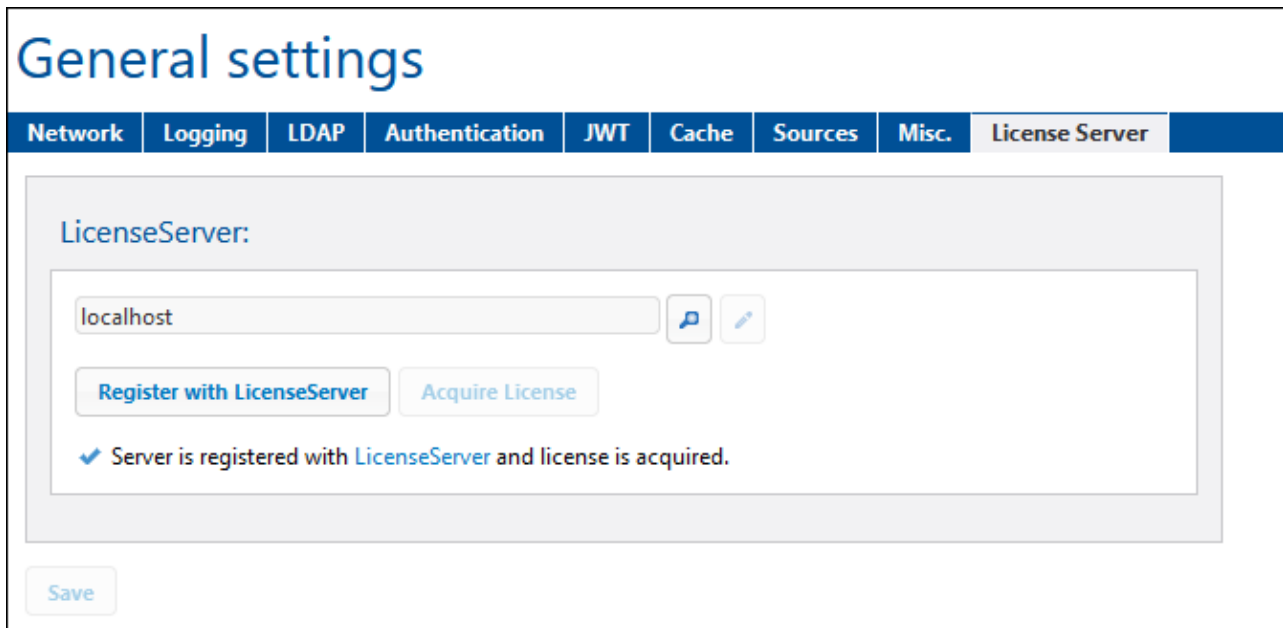 General settings
Network Logging LDAP Authentication JWT Cache Sources Misc. License Server
LicenseServer:
localhost
Register with LicenseServer Acquire License
Server is registered with LicenseServer and license is acquired.
Save